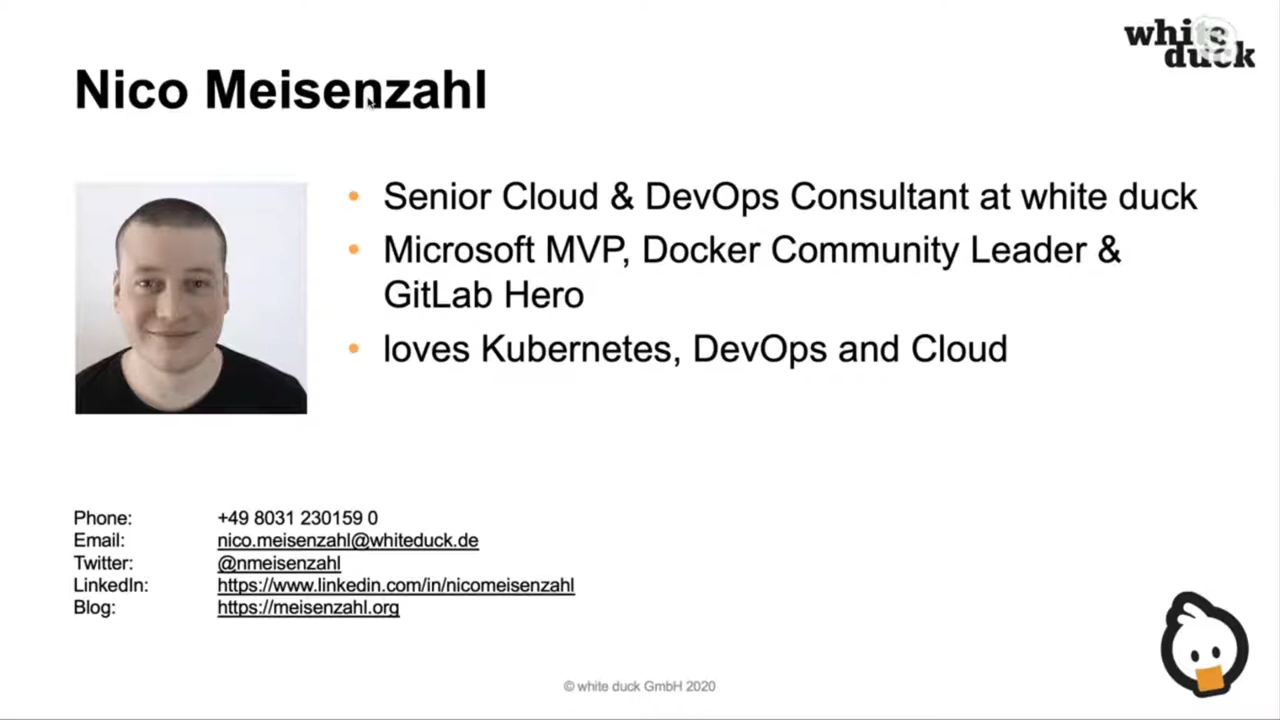 white
duck
Nico Meisenzahl
• Senior Cloud & DevOps Consultant at white duck
• Microsoft MVP, Docker Community Leader &
GitLab Hero
• loves Kubernetes, DevOps and Cloud
Phone: +49 8031 230159 0
Email: nico.meisenzahl@whiteduck.de
Twitter: @nmeisenzahl
LinkedIn: https://www.linkedin.com/in/nicomeisenzahl
Blog: https://meisenzahl.org
© white duck GmbH 2020